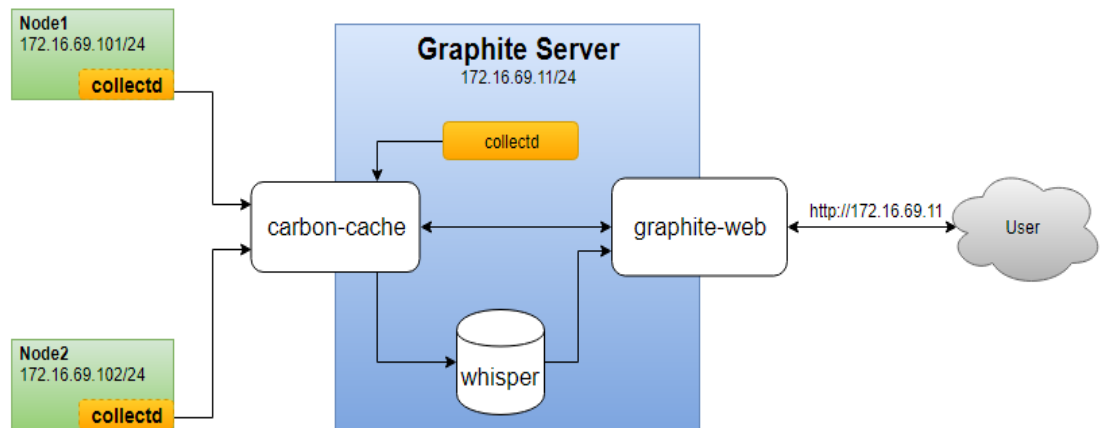 Node1
172.16.69.101/24
collectd
Graphite Server
172.16.69.11/24
collectd
carbon-cache
graphite-web
http://172.16.69.11
User
whisper
Node2
172.16.69.102/24
collectd